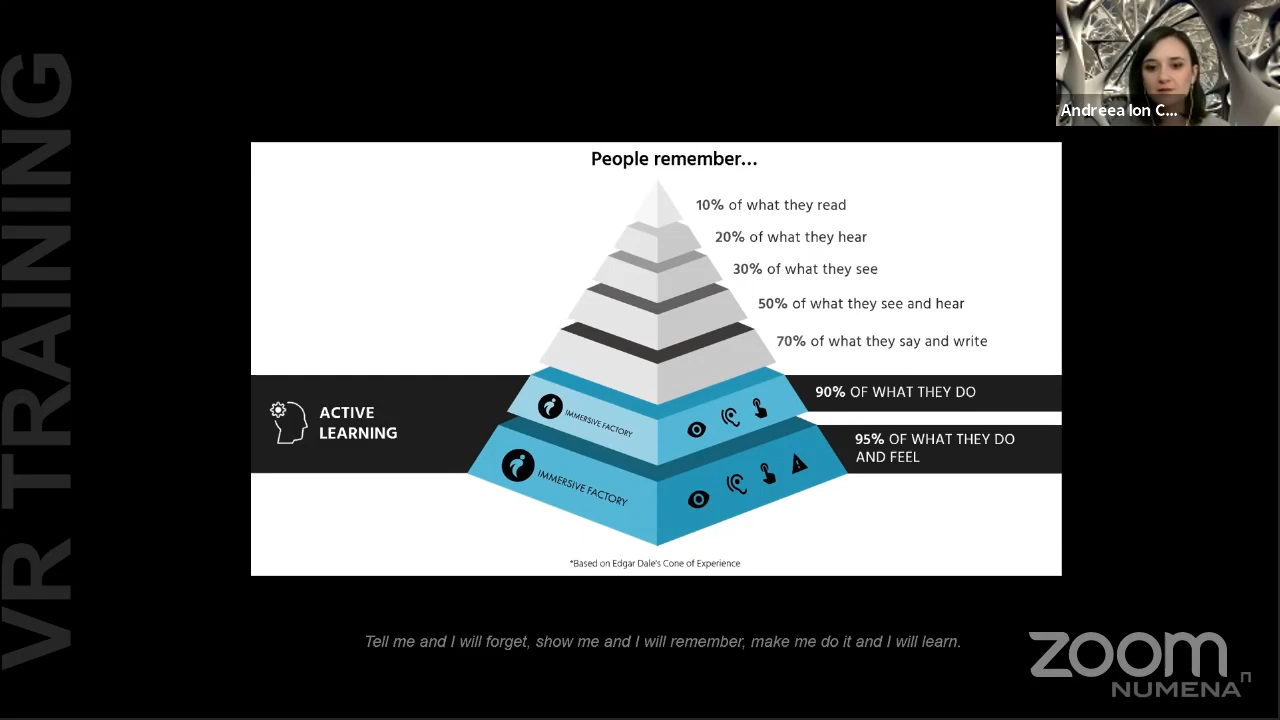 VR TRAINING
Andreea Ion C...
People remember...
10% of what they read
20% of what they hear
30% of what they see
50% of what they see and hear
70% of what they say and write
ACTIVE
LEARNING
IMMERSIVE FACTORY
90% OF WHAT THEY DO
IMMERSIVE FACTORY
95% OF WHAT THEY DO
AND FEEL
*Based on Edgar Dale's Cone of Experience
Tell me and I will forget, show me and I will remember, make me do it and I will learn.
zoom
NUMENA n